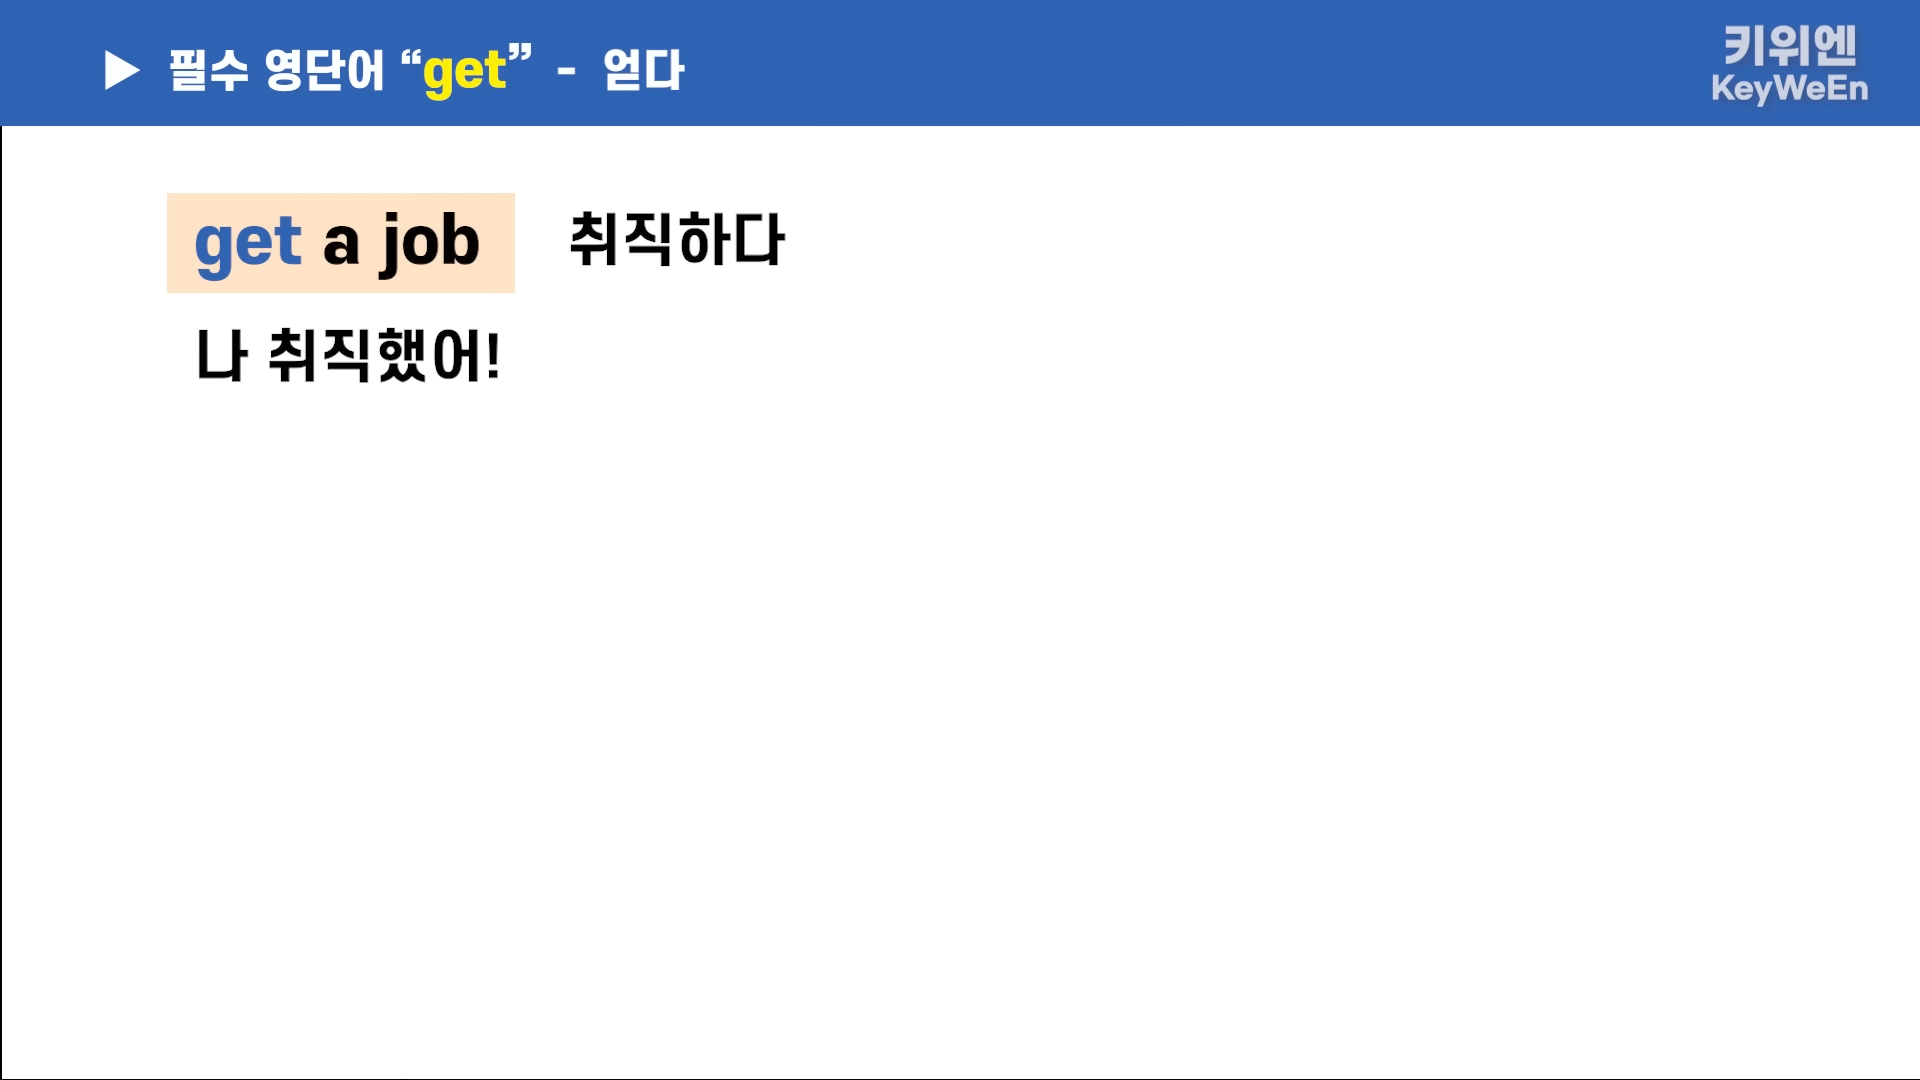 ▶ 필수 영단어 “get” - 얻다
키위엔
KeyWeEn
get a job 취직하다
나 취직했어!